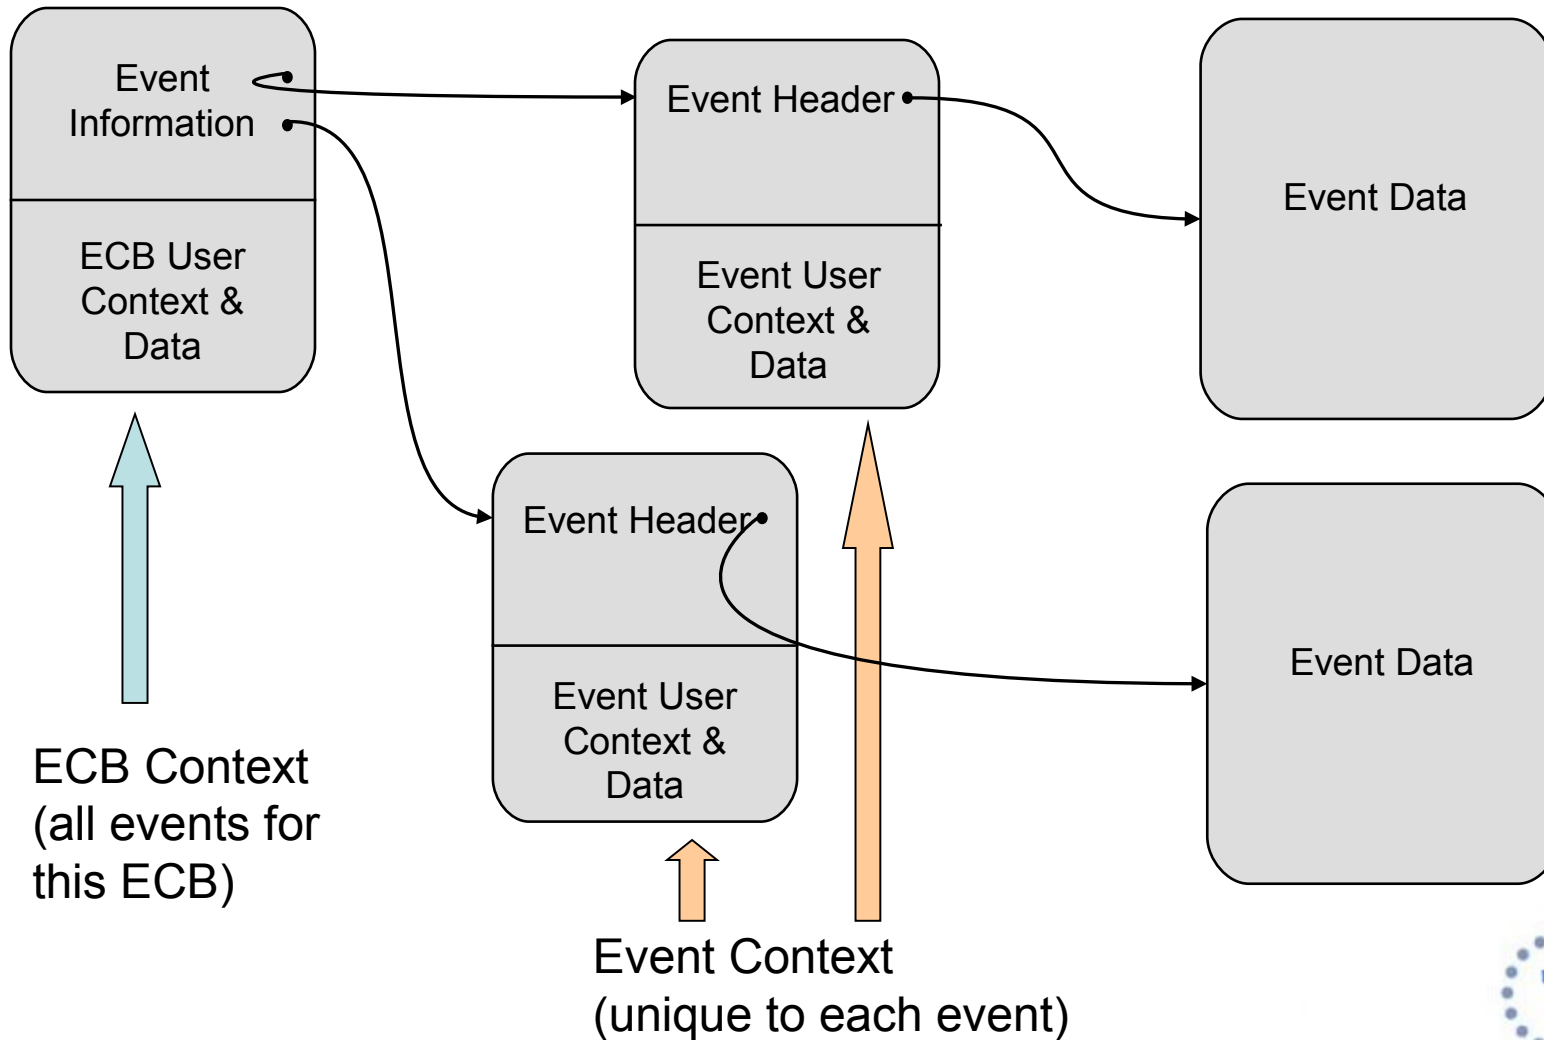 Event
Information
ECB User
Context &
Data
Event Header
Event User
Context &
Data
Event Data
Event Header
Event User
Context &
Data
Event Data
ECB Context
(all events for
this ECB)
Event Context
(unique to each event)